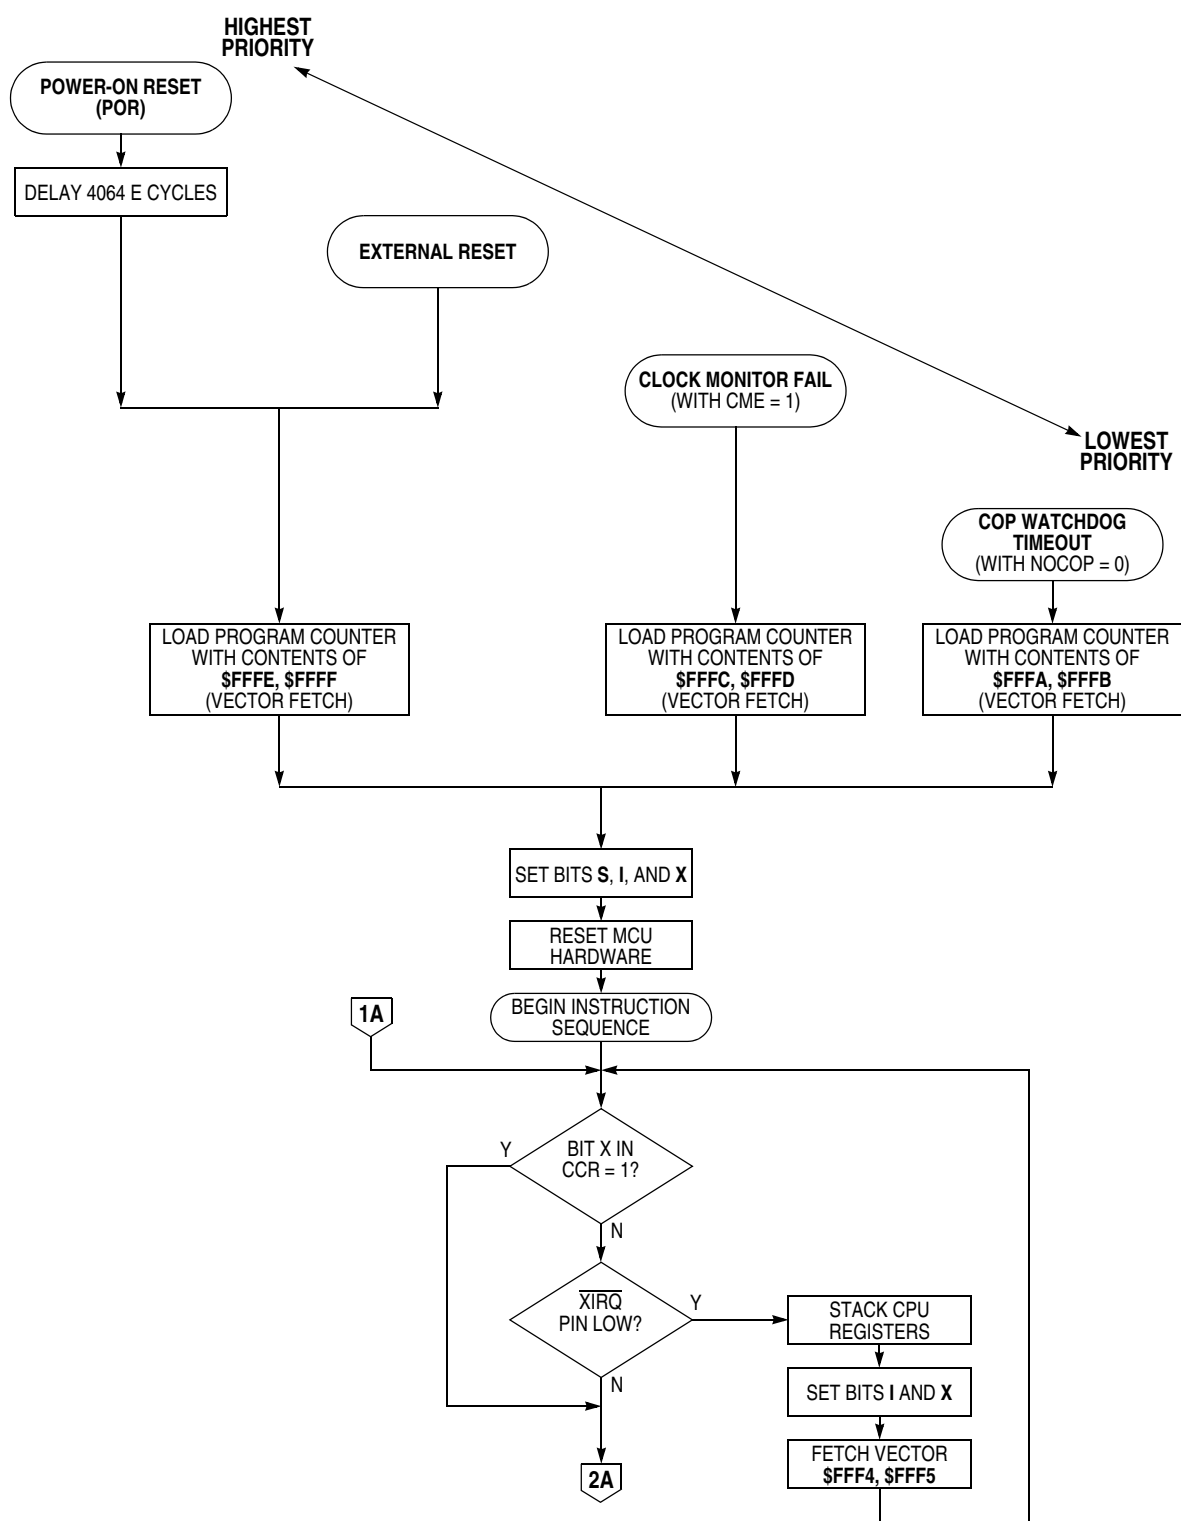 HIGHEST
PRIORITY
POWER-ON RESET
(POR)
DELAY 4064 E CYCLES
EXTERNAL RESET
CLOCK MONITOR FAIL
(WITH CME = 1)
LOWEST
PRIORITY
COP WATCHDOG
TIMEOUT
(WITH NOCOP = 0)
LOAD PROGRAM COUNTER
WITH CONTENTS OF
$FFFE, $FFFF
(VECTOR FETCH)
LOAD PROGRAM COUNTER
WITH CONTENTS OF
$FFFC, $FFFD
(VECTOR FETCH)
LOAD PROGRAM COUNTER
WITH CONTENTS OF
$FFFA, $FFFB
(VECTOR FETCH)
SET BITS S, I, AND X
RESET MCU
HARDWARE
1A
BEGIN INSTRUCTION
SEQUENCE
Y
BIT X IN
CCR = 1?
N
XIRQ
PIN LOW?
Y
STACK CPU
REGISTERS
N
SET BITS I AND X
2A
FETCH VECTOR
$FFF4, $FFF5